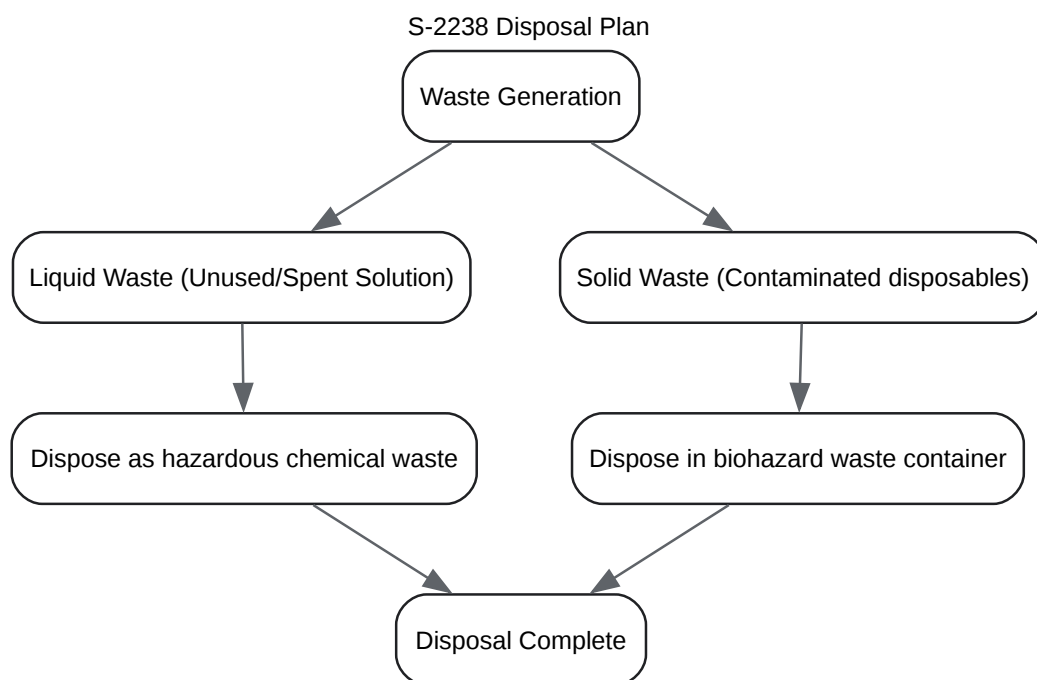 S-2238 Disposal Plan
Waste Generation
Liquid Waste (Unused/Spent Solution)
Solid Waste (Contaminated disposables)
Dispose as hazardous chemical waste
Dispose in biohazard waste container
Disposal Complete